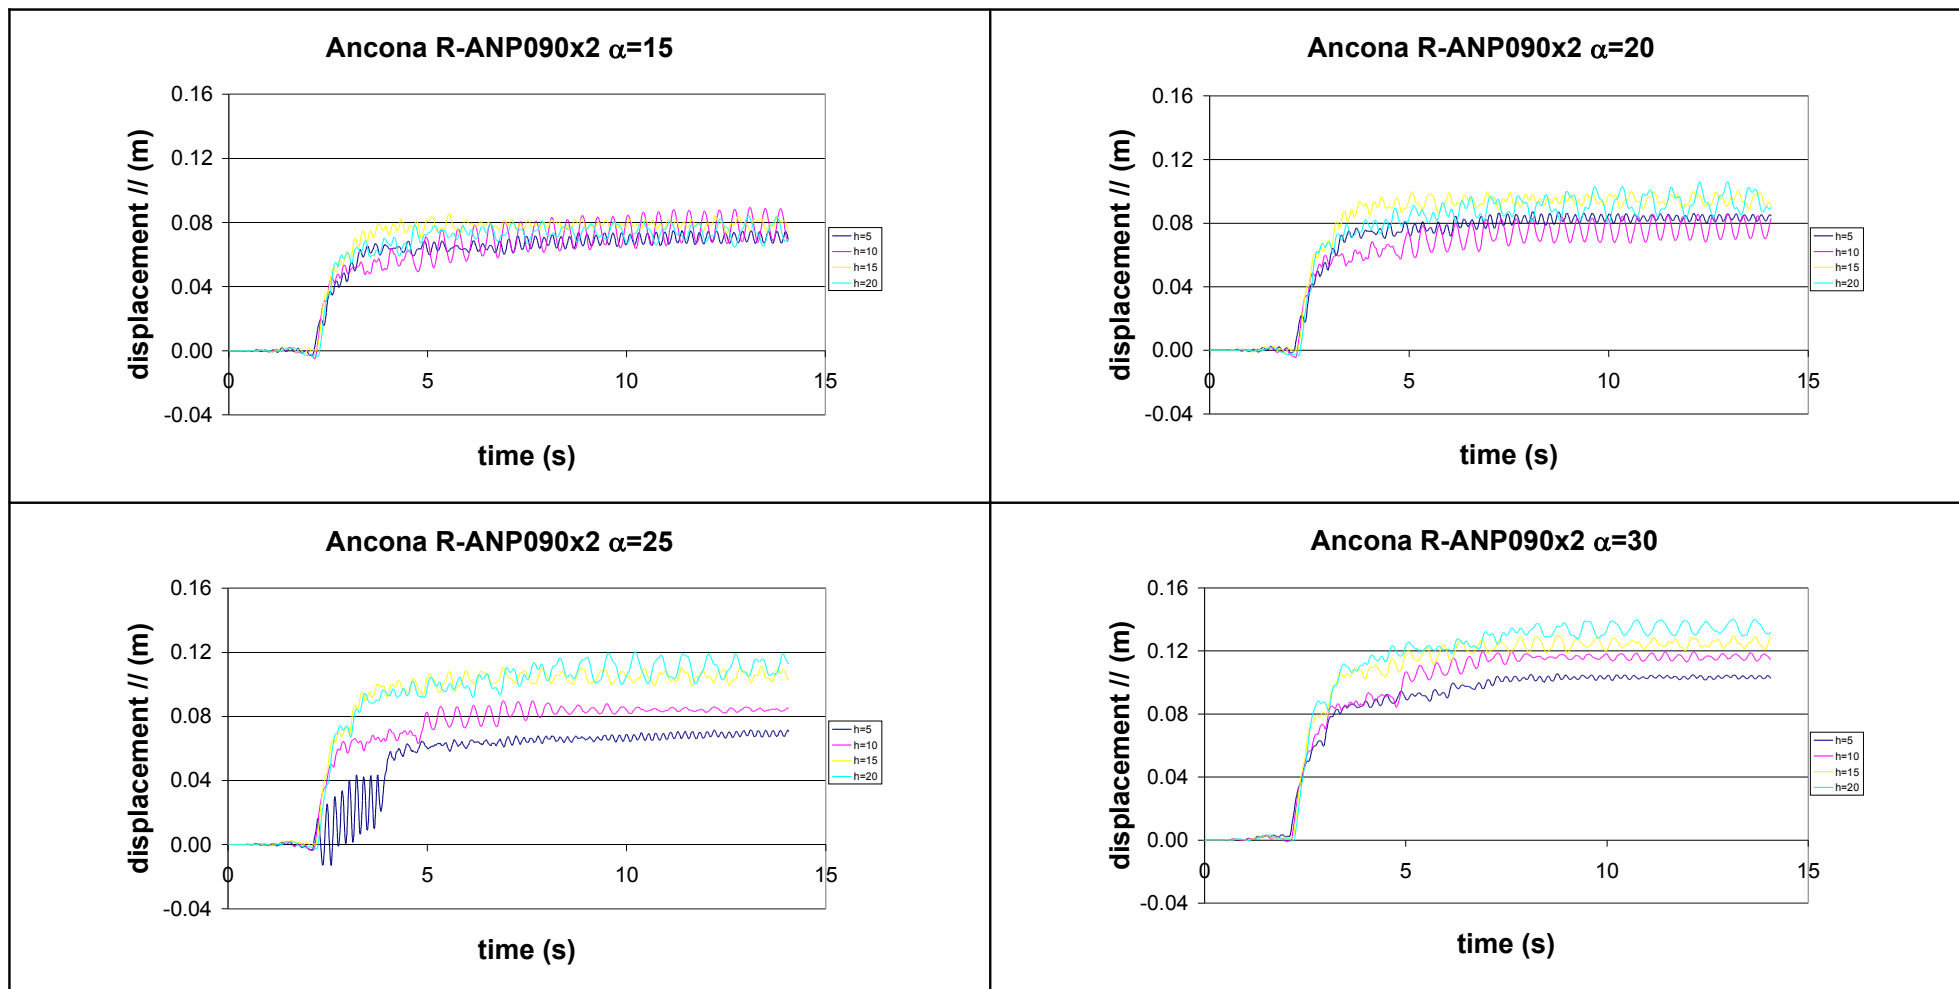 Ancona R-ANP090x2 α=15
0.16
0.12
0.08
0.04
0.00
-0.04
0
5
10
15
displacement // (m)
time (s)
h=5
h=10
h=15
h=20
Ancona R-ANP090x2 α=20
0.16
0.12
0.08
0.04
0.00
-0.04
0
5
10
15
displacement // (m)
time (s)
h=5
h=10
h=15
h=20
Ancona R-ANP090x2 α=25
0.16
0.12
0.08
0.04
0.00
-0.04
0
5
10
15
displacement // (m)
time (s)
h=5
h=10
h=15
h=20
Ancona R-ANP090x2 α=30
0.16
0.12
0.08
0.04
0.00
-0.04
0
5
10
15
displacement // (m)
time (s)
h=5
h=10
h=15
h=20